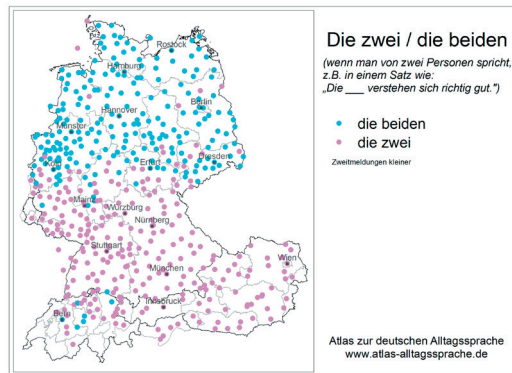 Die zwei / die beiden
(wenn man von zwei Personen spricht,
z.B. in einem Satz wie:
„Die ___ verstehen sich richtig gut.")
die beiden
die zwei
Zweitmeldungen kleiner
Rostock
Hamburg
Hannover
Berlin
Münster
Köln
Erfurt
Dresden
Mainz
Würzburg
Nürnberg
Stuttgart
München
Wien
Innsbruck
Bern
Atlas zur deutschen Alltagssprache
www.atlas-alltagssprache.de